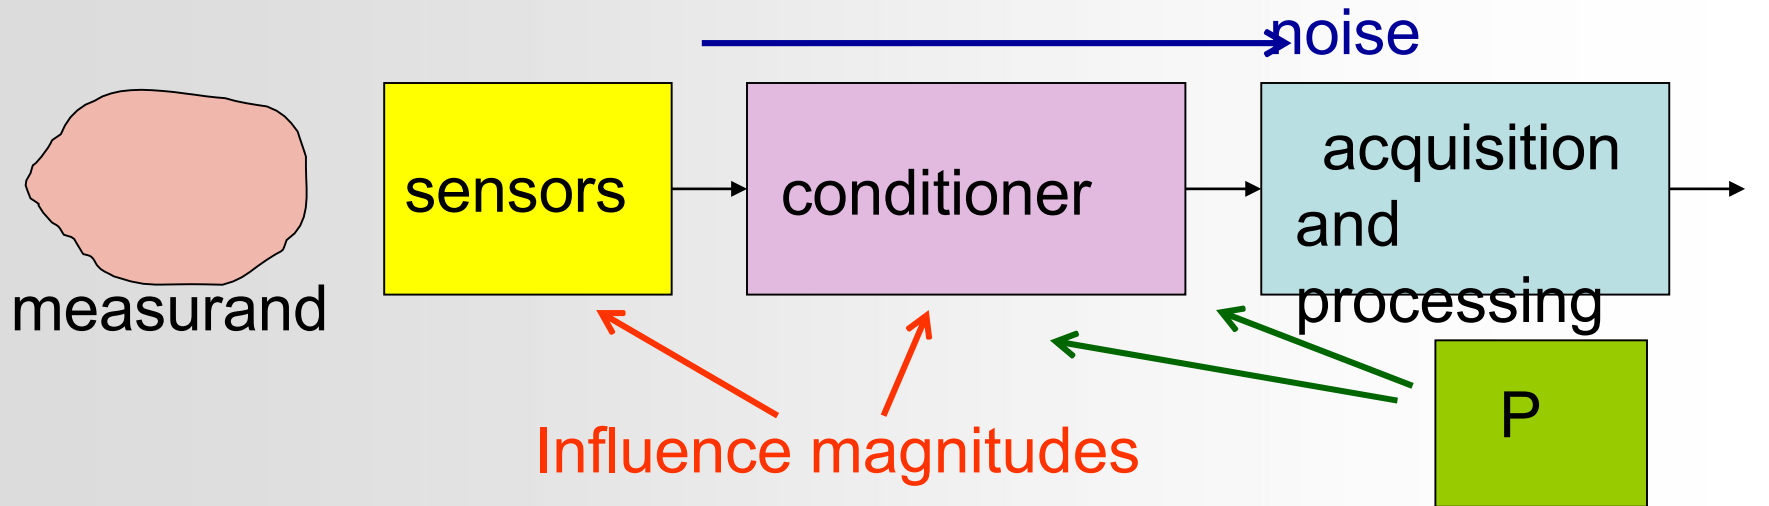 noise
measurand
sensors
conditioner
acquisition
and
processing
Influence magnitudes
P